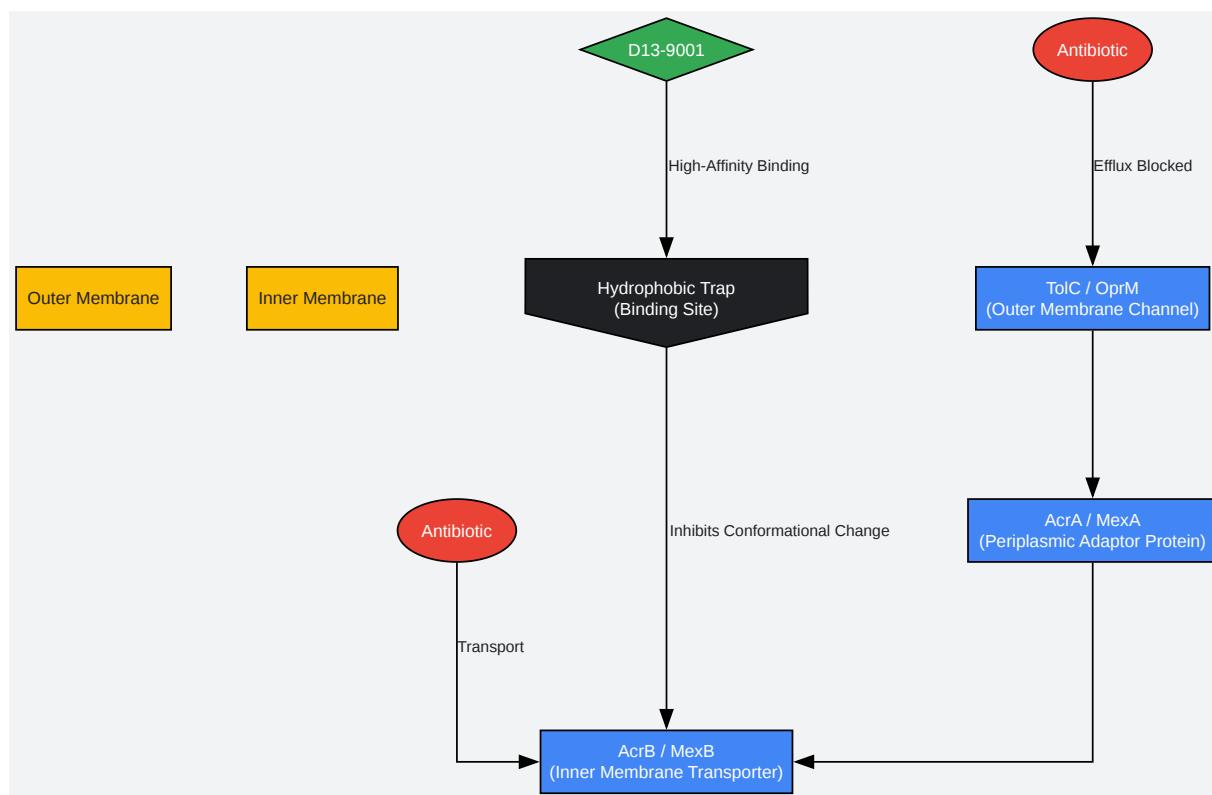 D13-9001
Antibiotic
High-Affinity Binding
Efflux Blocked
Outer Membrane
Inner Membrane
Hydrophobic Trap
(Binding Site)
TolC / OprM
(Outer Membrane Channel)
Antibiotic
Inhibits Conformational Change
AcrA / MexA
(Periplasmic Adaptor Protein)
Transport
AcrB / MexB
(Inner Membrane Transporter)